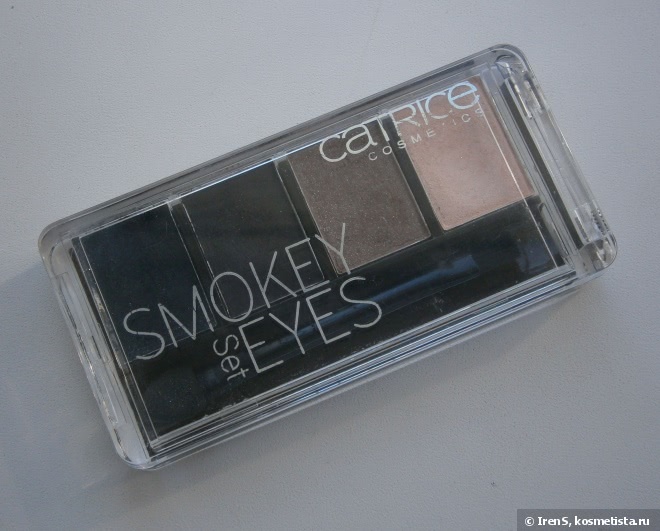 CATRICE
COSMETICS
SMOKEY
Set EYES
© IrenS, kosmetista.ru